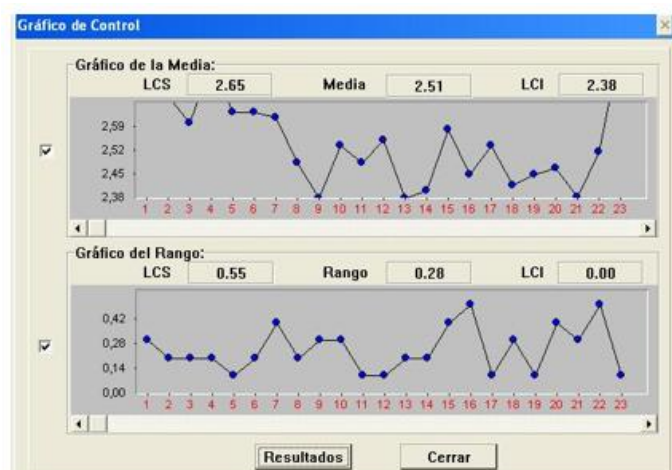 Gráfico de Control
Gráfico de la Media:
LCS 2.65 Media 2.51 LCI 2.38
2,59
2,52
2,45
2,38
1 2 3 4 5 6 7 8 9 10 11 12 13 14 15 16 17 18 19 20 21 22 23
Gráfico del Rango:
LCS 0.55 Rango 0.28 LCI 0.00
0,42
0,28
0,14
0,00
1 2 3 4 5 6 7 8 9 10 11 12 13 14 15 16 17 18 19 20 21 22 23
Resultados Cerrar